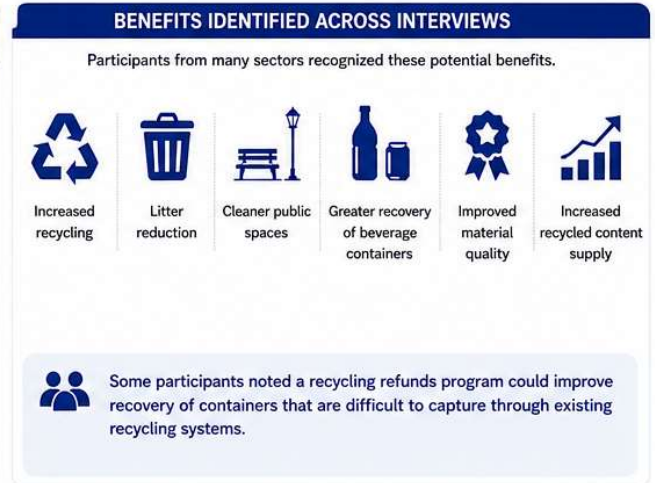 BENEFITS IDENTIFIED ACROSS INTERVIEWS
Participants from many sectors recognized these potential benefits.
Increased
recycling
Litter
reduction
Cleaner public
spaces
Greater recovery
of beverage
containers
Improved
material
quality
Increased
recycled content
supply
Some participants noted a recycling refunds program could improve
recovery of containers that are difficult to capture through existing
recycling systems.